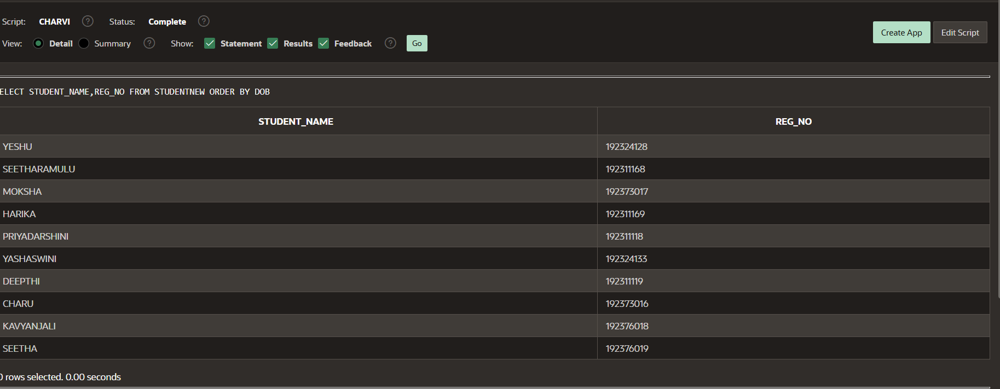 Script: CHARVI ? Status: Complete ?
View: Detail Summary ? Show: Statement Results Feedback ? Go
Create App Edit Script
ELECT STUDENT_NAME,REG_NO FROM STUDENTNEW ORDER BY DOB
STUDENT_NAME REG_NO
YESHU 192324128
SEETHARAMULU 192311168
MOKSHA 192373017
HARIKA 192311169
PRIYADARSHINI 192311118
YASHASWINI 192324133
DEEPTHI 192311119
CHARU 192373016
KAVYANJALI 192376018
SEETHA 192376019
0 rows selected. 0.00 seconds